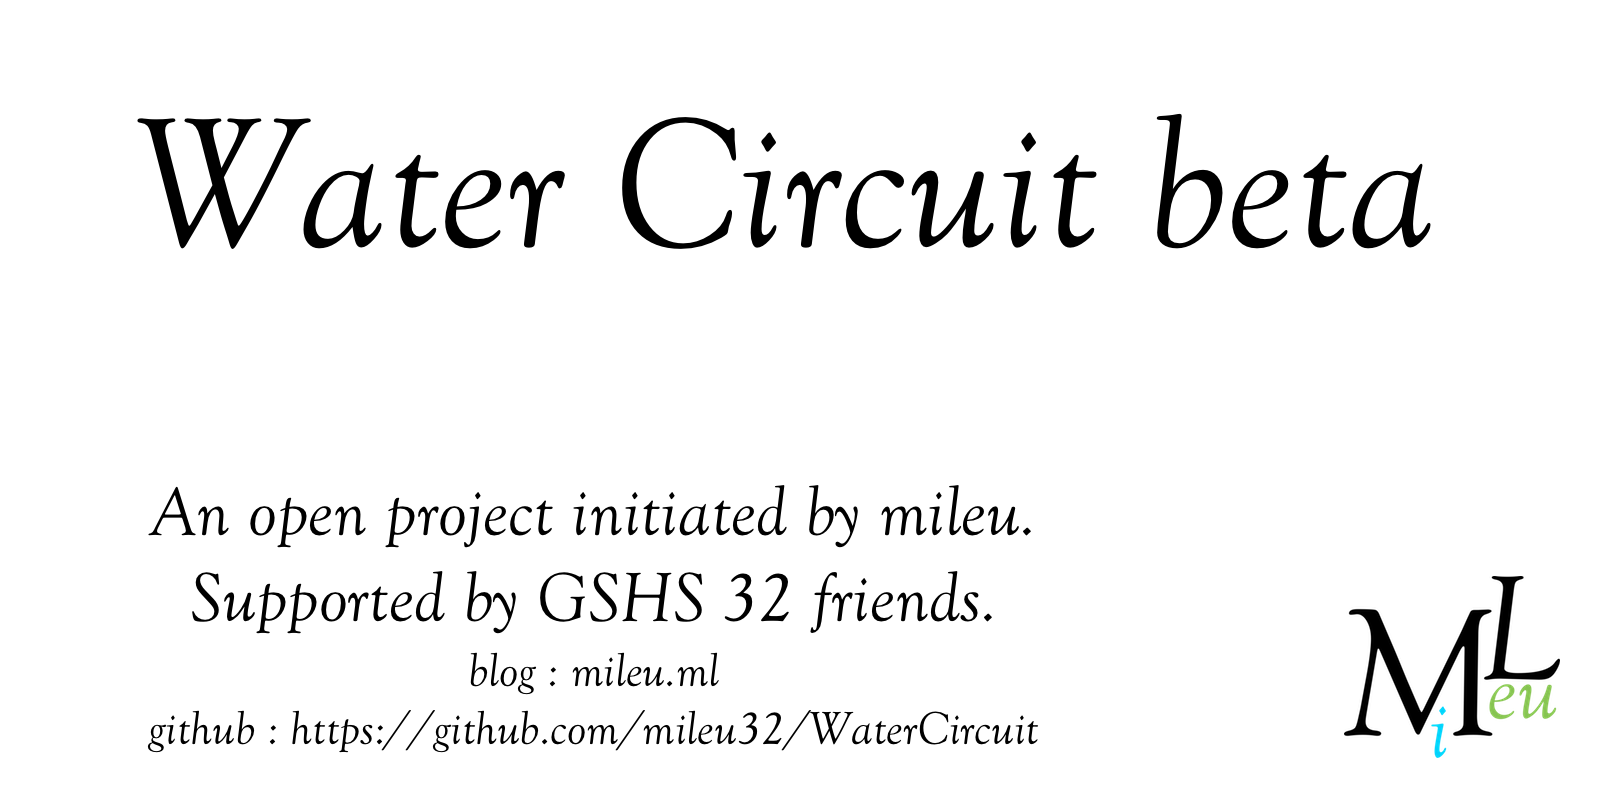 Water Circuit beta
An open project initiated by mileu.
Supported by GSHS 32 friends.
blog : mileu.ml
github : https://github.com/mileu32/WaterCircuit
MiLeu